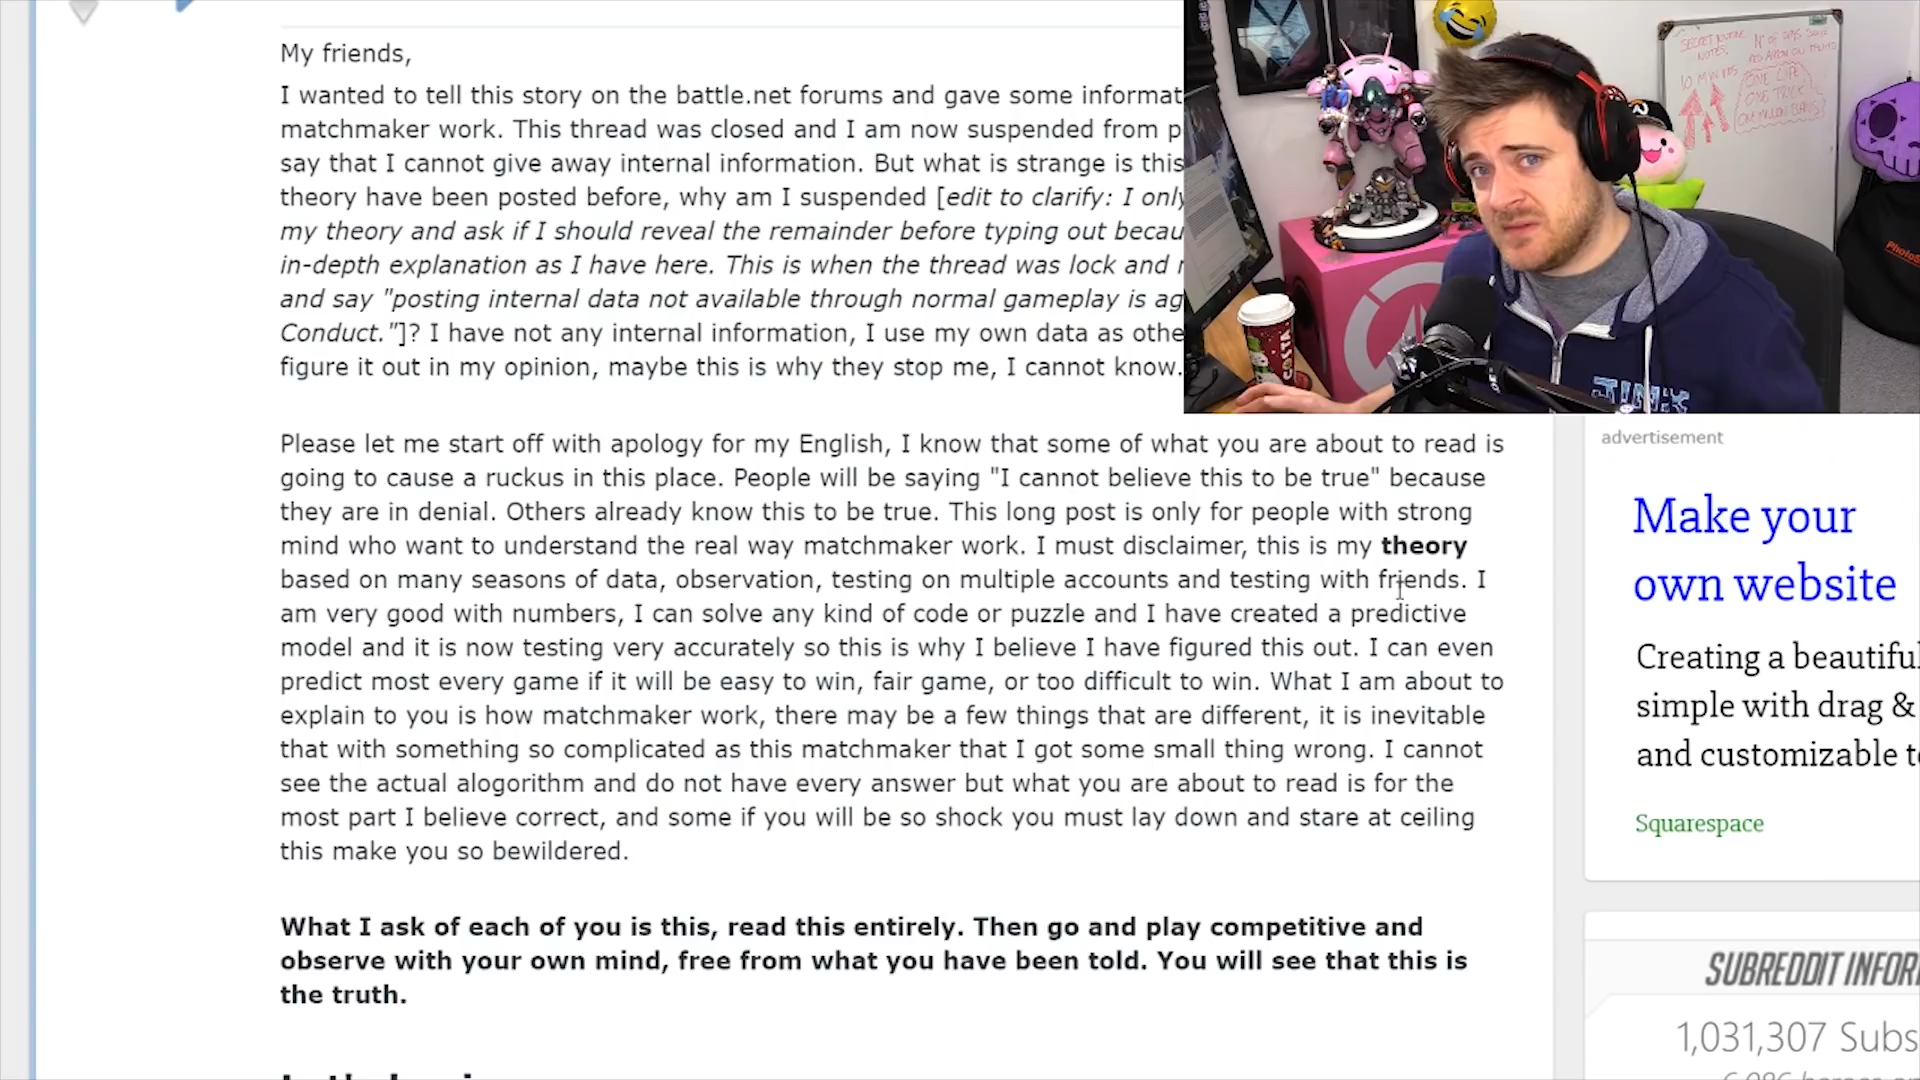 My friends,
I wanted to tell this story on the battle.net forums and gave some informat
matchmaker work. This thread was closed and I am now suspended from p
say that I cannot give away internal information. But what is strange is this
theory have been posted before, why am I suspended [edit to clarify: I only
my theory and ask if I should reveal the remainder before typing out becau
in-depth explanation as I have here. This is when the thread was lock and
and say "posting internal data not available through normal gameplay is ag
Conduct."]? I have not any internal information, I use my own data as othe
figure it out in my opinion, maybe this is why they stop me, I cannot know.
Please let me start off with apology for my English, I know that some of what you are about to read is
going to cause a ruckus in this place. People will be saying "I cannot believe this to be true" because
they are in denial. Others already know this to be true. This long post is only for people with strong
mind who want to understand the real way matchmaker work. I must disclaimer, this is my theory
based on many seasons of data, observation, testing on multiple accounts and testing with friends. I
am very good with numbers, I can solve any kind of code or puzzle and I have created a predictive
model and it is now testing very accurately so this is why I believe I have figured this out. I can even
predict most every game if it will be easy to win, fair game, or too difficult to win. What I am about to
explain to you is how matchmaker work, there may be a few things that are different, it is inevitable
that with something so complicated as this matchmaker that I got some small thing wrong. I cannot
see the actual alogorithm and do not have every answer but what you are about to read is for the
most part I believe correct, and some if you will be so shock you must lay down and stare at ceiling
this make you so bewildered.
What I ask of each of you is this, read this entirely. Then go and play competitive and
observe with your own mind, free from what you have been told. You will see that this is
the truth.
SECRET ROUTINE
NOTES.
10 MW
ONE LIFE
ONE TRICK
ONE MILLION BANS
COSTA
JINX
advertisement
Make your
own website
Creating a beautiful
simple with drag &
and customizable t
Squarespace
SUBREDDIT INFOR
1,031,307 Subs